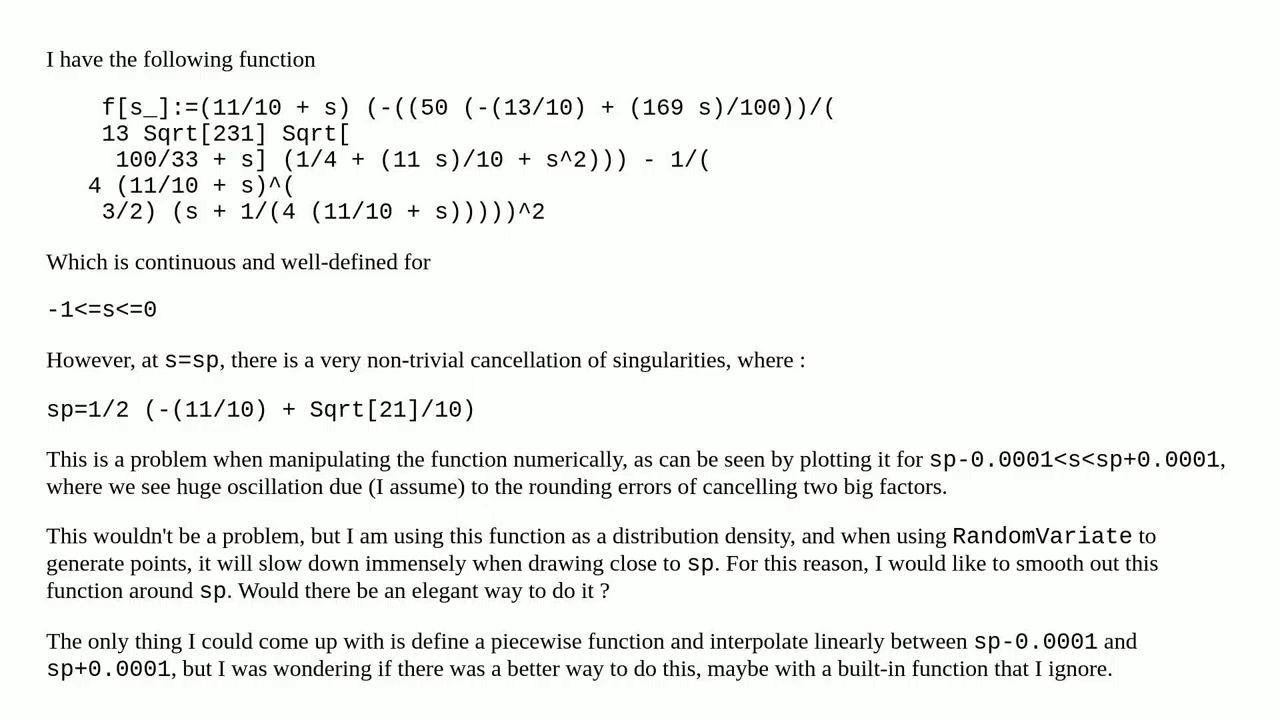 I have the following function
f[s_]:=(11/10 + s) (-((50 (-(13/10) + (169 s)/100))/(
13 Sqrt[231] Sqrt[
100/33 + s] (1/4 + (11 s)/10 + s^2))) - 1/(
4 (11/10 + s)^(
3/2) (s + 1/(4 (11/10 + s)))))^2
Which is continuous and well-defined for
-1<=s<=0
However, at s=sp, there is a very non-trivial cancellation of singularities, where :
sp=1/2 (-(11/10) + Sqrt[21]/10)
This is a problem when manipulating the function numerically, as can be seen by plotting it for sp-0.0001<s<sp+0.0001,
where we see huge oscillation due (I assume) to the rounding errors of cancelling two big factors.
This wouldn't be a problem, but I am using this function as a distribution density, and when using RandomVariate to
generate points, it will slow down immensely when drawing close to sp. For this reason, I would like to smooth out this
function around sp. Would there be an elegant way to do it ?
The only thing I could come up with is define a piecewise function and interpolate linearly between sp-0.0001 and
sp+0.0001, but I was wondering if there was a better way to do this, maybe with a built-in function that I ignore.